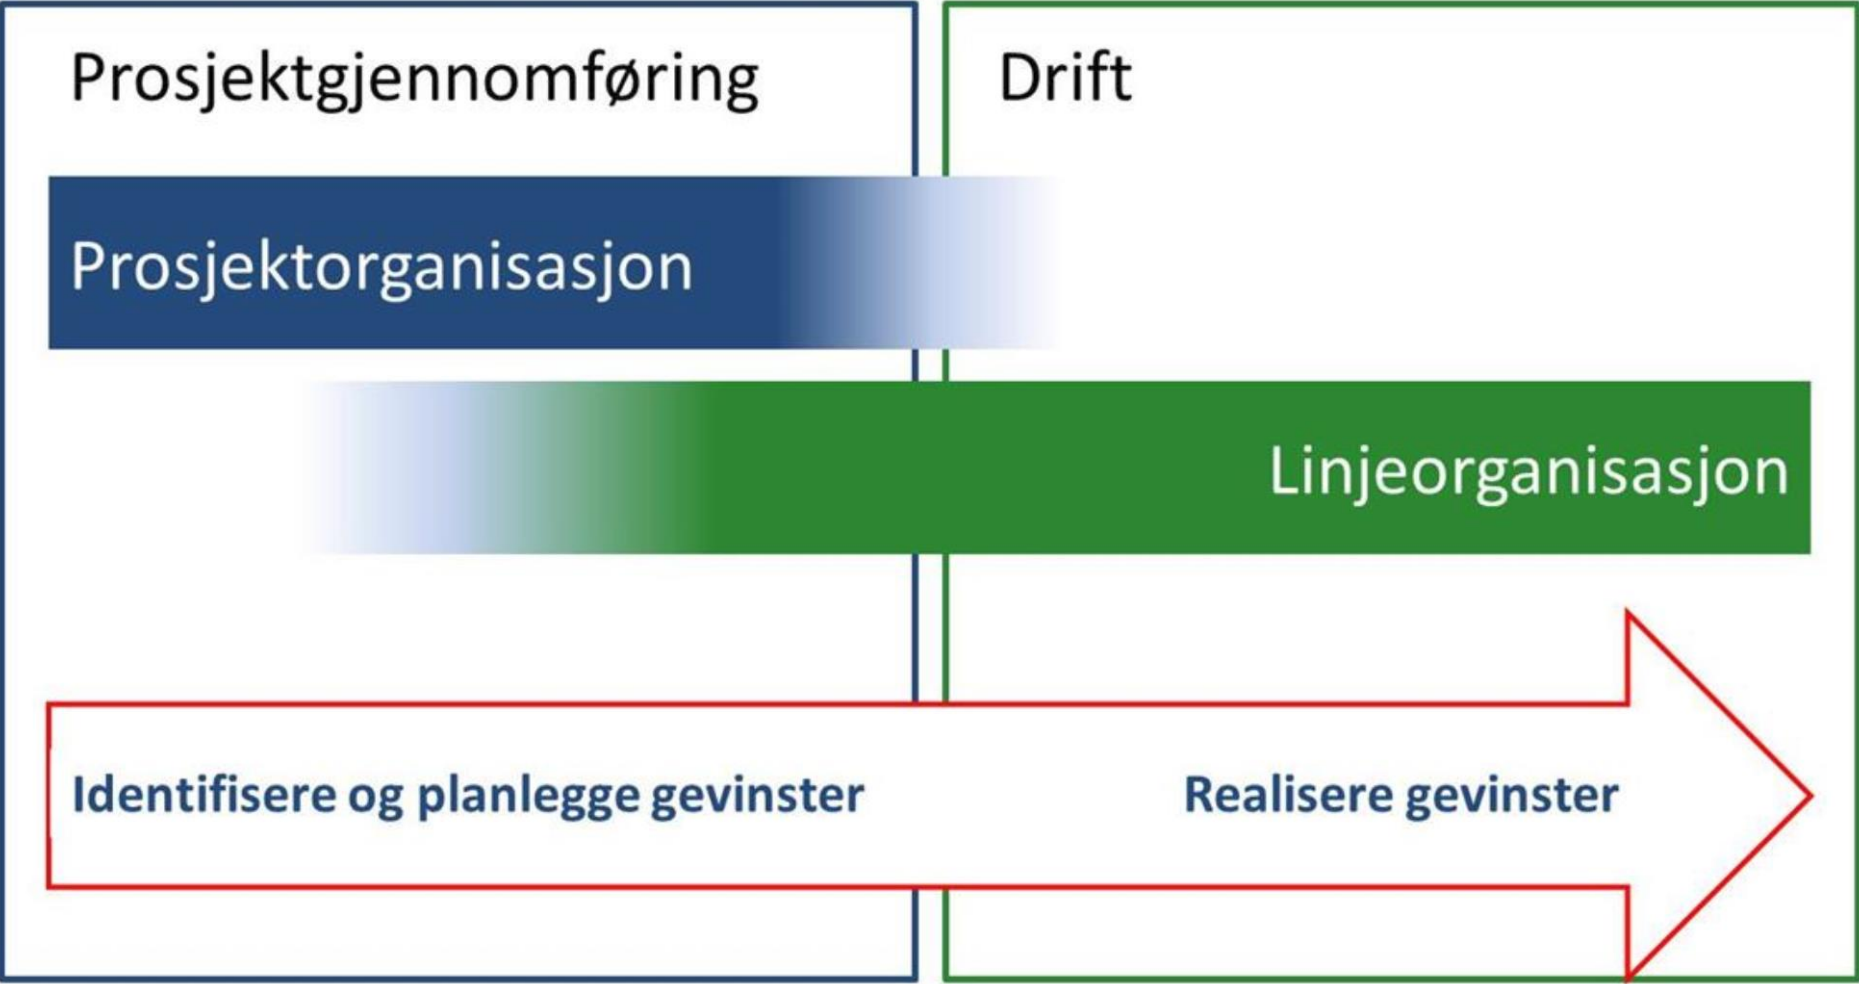 Prosjektgjennomføring
Drift
Prosjektorganisasjon
Linjeorganisasjon
Identifisere og planlegge gevinster
Realisere gevinster